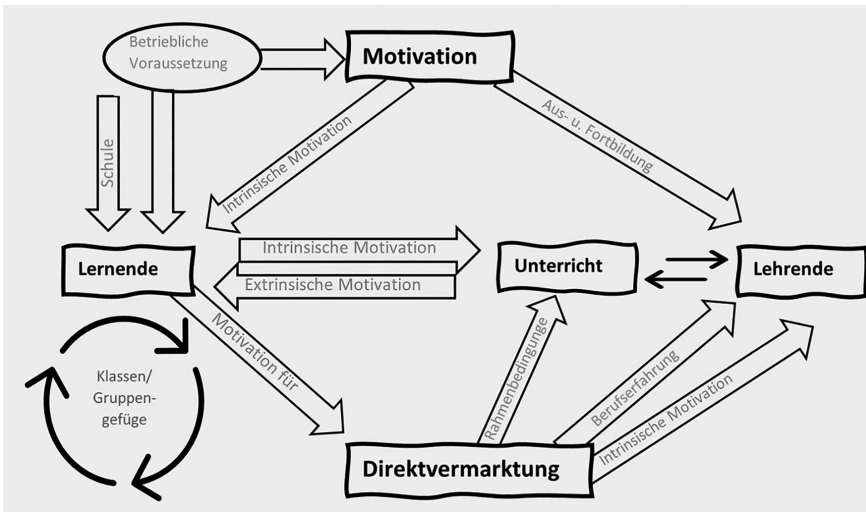 Betriebliche
Voraussetzung
Motivation
Schule
Intrinsische Motivation
Aus- u. Fortbildung
Lernende
Intrinsische Motivation
Extrinsische Motivation
Unterricht
Lehrende
Motivation für
Klassen/
Gruppen-
gefüge
Rahmenbedingunge
Berufserfahrung
Intrinsische Motivation
Direktvermarktung